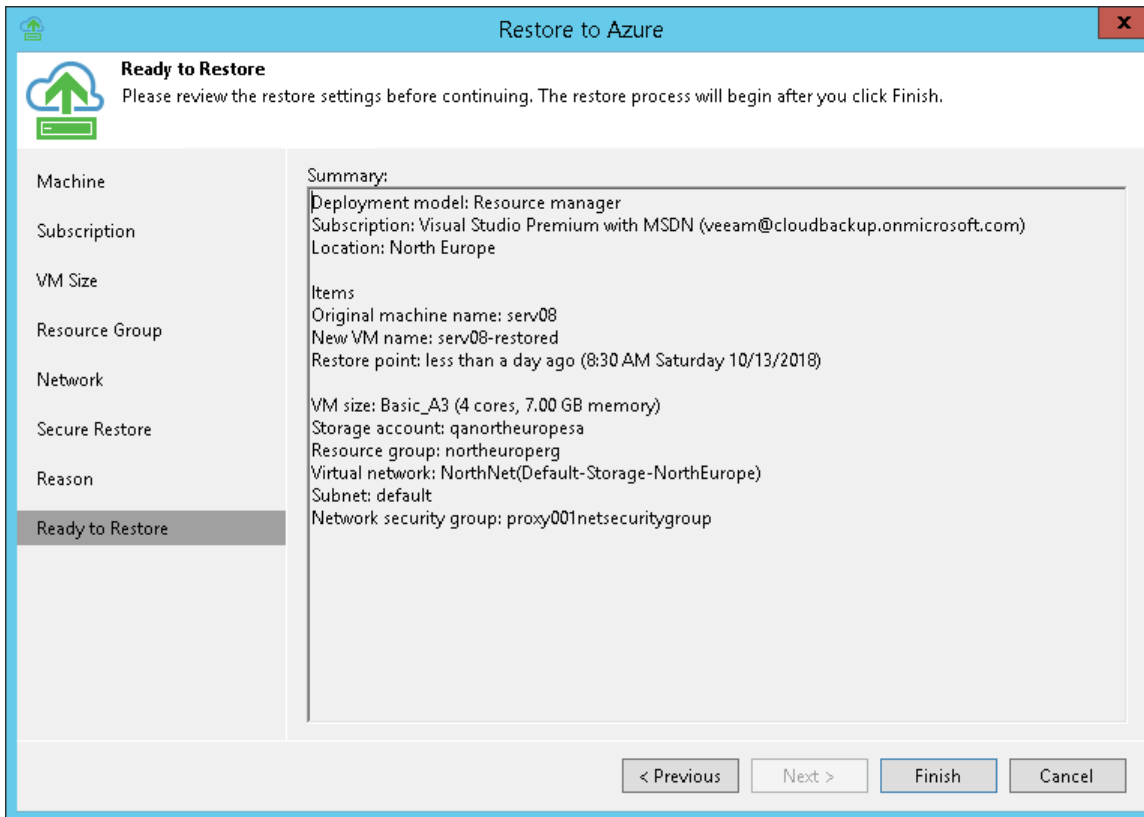 Restore to Azure
x
Ready to Restore
Please review the restore settings before continuing. The restore process will begin after you click Finish.
Machine
Subscription
VM Size
Resource Group
Network
Secure Restore
Reason
Ready to Restore
Summary:
Deployment model: Resource manager
Subscription: Visual Studio Premium with MSDN (veeam@cloudbackup.onmicrosoft.com)
Location: North Europe
Items
Original machine name: serv08
New VM name: serv08-restored
Restore point: less than a day ago (8:30 AM Saturday 10/13/2018)
VM size: Basic_A3 (4 cores, 7.00 GB memory)
Storage account: qanortheuropesa
Resource group: northeuroperg
Virtual network: NorthNet(Default-Storage-NorthEurope)
Subnet: default
Network security group: proxy001netsecuritygroup
< Previous
Next >
Finish
Cancel